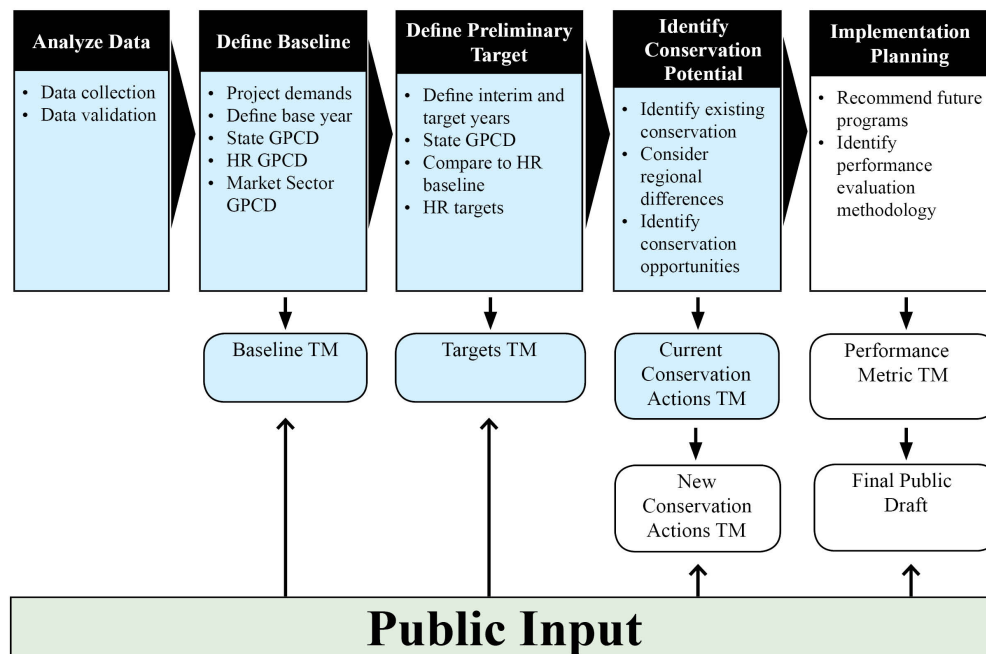 Analyze Data
• Data collection
• Data validation
Define Baseline
• Project demands
• Define base year
• State GPCD
• HR GPCD
• Market Sector
GPCD
Define Preliminary
Target
• Define interim and
target years
• State GPCD
• Compare to HR
baseline
• HR targets
Identify
Conservation
Potential
• Identify existing
conservation
• Consider
regional
differences
• Identify
conservation
opportunities
Implementation
Planning
• Recommend future
programs
• Identify
performance
evaluation
methodology
Baseline TM
Targets TM
Current
Conservation
Actions TM
Performance
Metric TM
New
Conservation
Actions TM
Final Public
Draft
Public Input